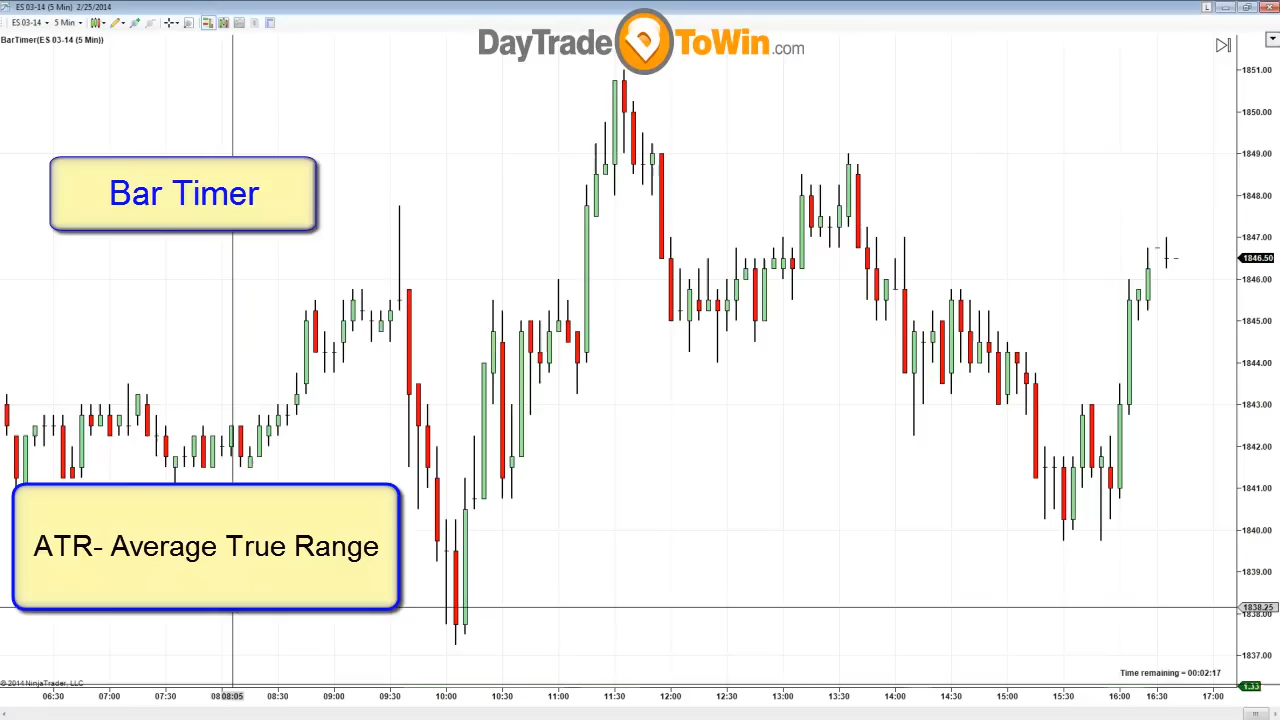 ES 03-14 (5 Min) 2/25/2014
L
ES 03-14 5 Min
BarTimer(ES 03-14 (5 Min))
DayTradeToWin.com
Bar Timer
ATR- Average True Range
1851.00
1850.00
1849.00
1848.00
1847.00
1846.50
1846.00
1845.00
1844.00
1843.00
1842.00
1841.00
1840.00
1839.00
1838.25
1838.00
1837.00
Time remaining = 00:02:17
© 2014 NinjaTrader, LLC
1.33
06:30 07:00 07:30 08:05 08:30 09:00 09:30 10:00 10:30 11:00 11:30 12:00 12:30 13:00 13:30 14:00 14:30 15:00 15:30 16:00 16:30 17:00